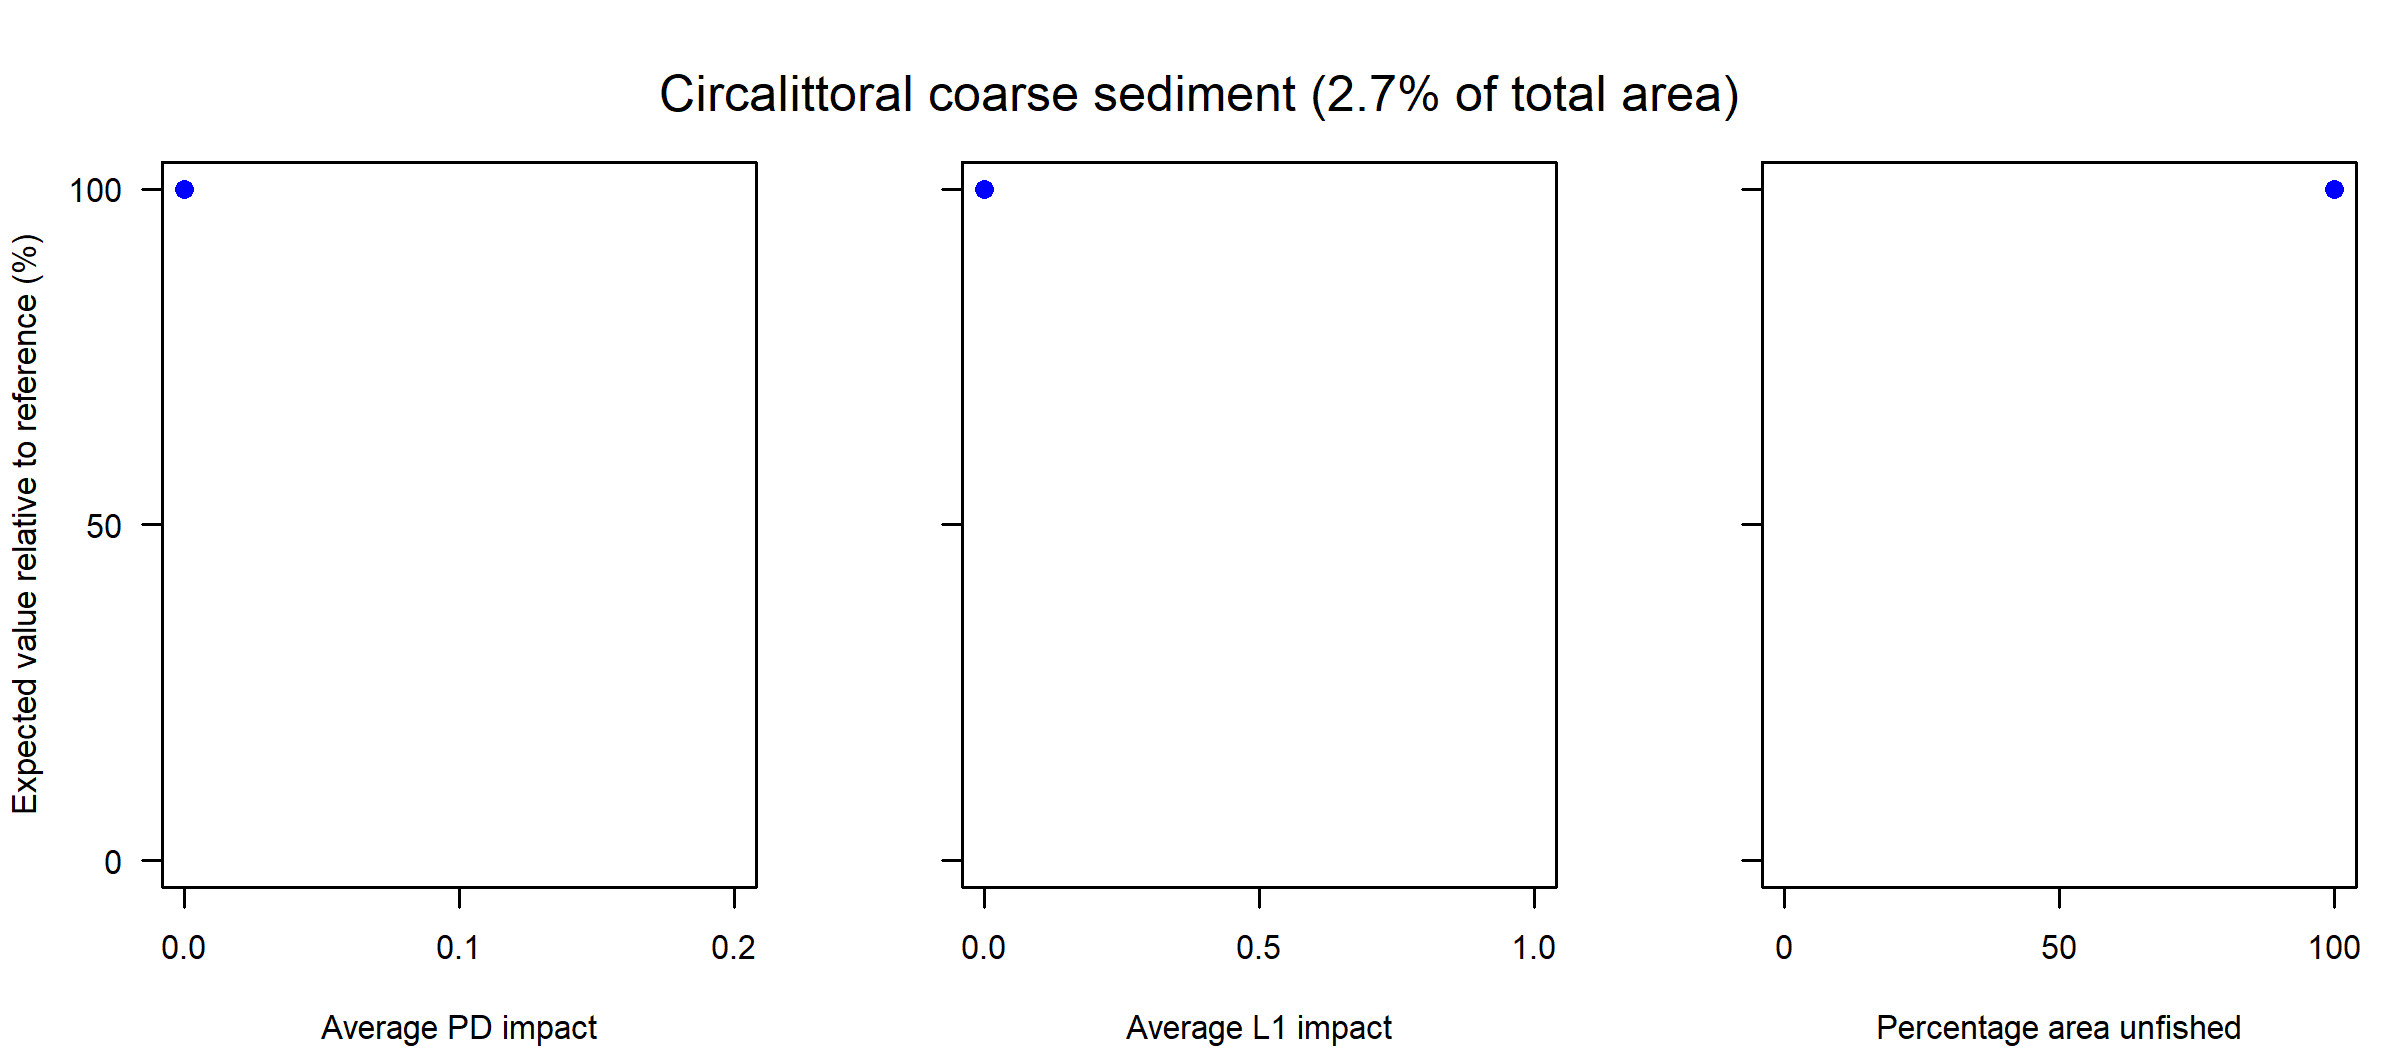 Circalittoral coarse sediment (2.7% of total area)
Expected value relative to reference (%)
100
50
0
0.0 0.1 0.2
Average PD impact
0.0 0.5 1.0
Average L1 impact
0 50 100
Percentage area unfished